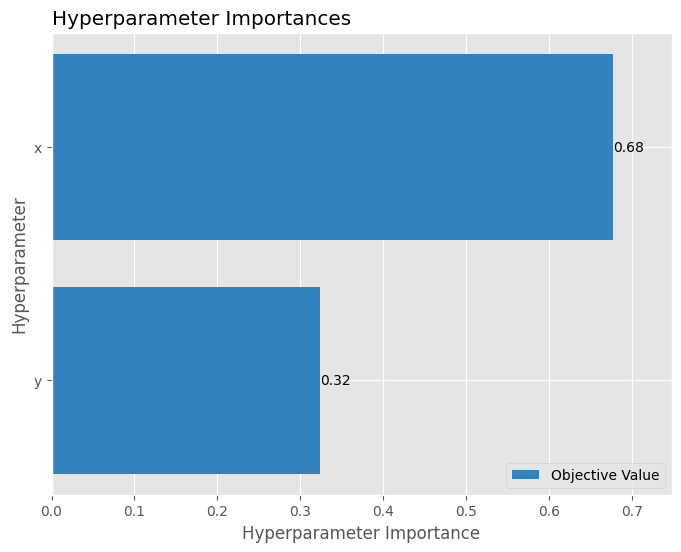 Hyperparameter Importances
Hyperparameter
x
0.68
y
0.32
Objective Value
0.0 0.1 0.2 0.3 0.4 0.5 0.6 0.7
Hyperparameter Importance